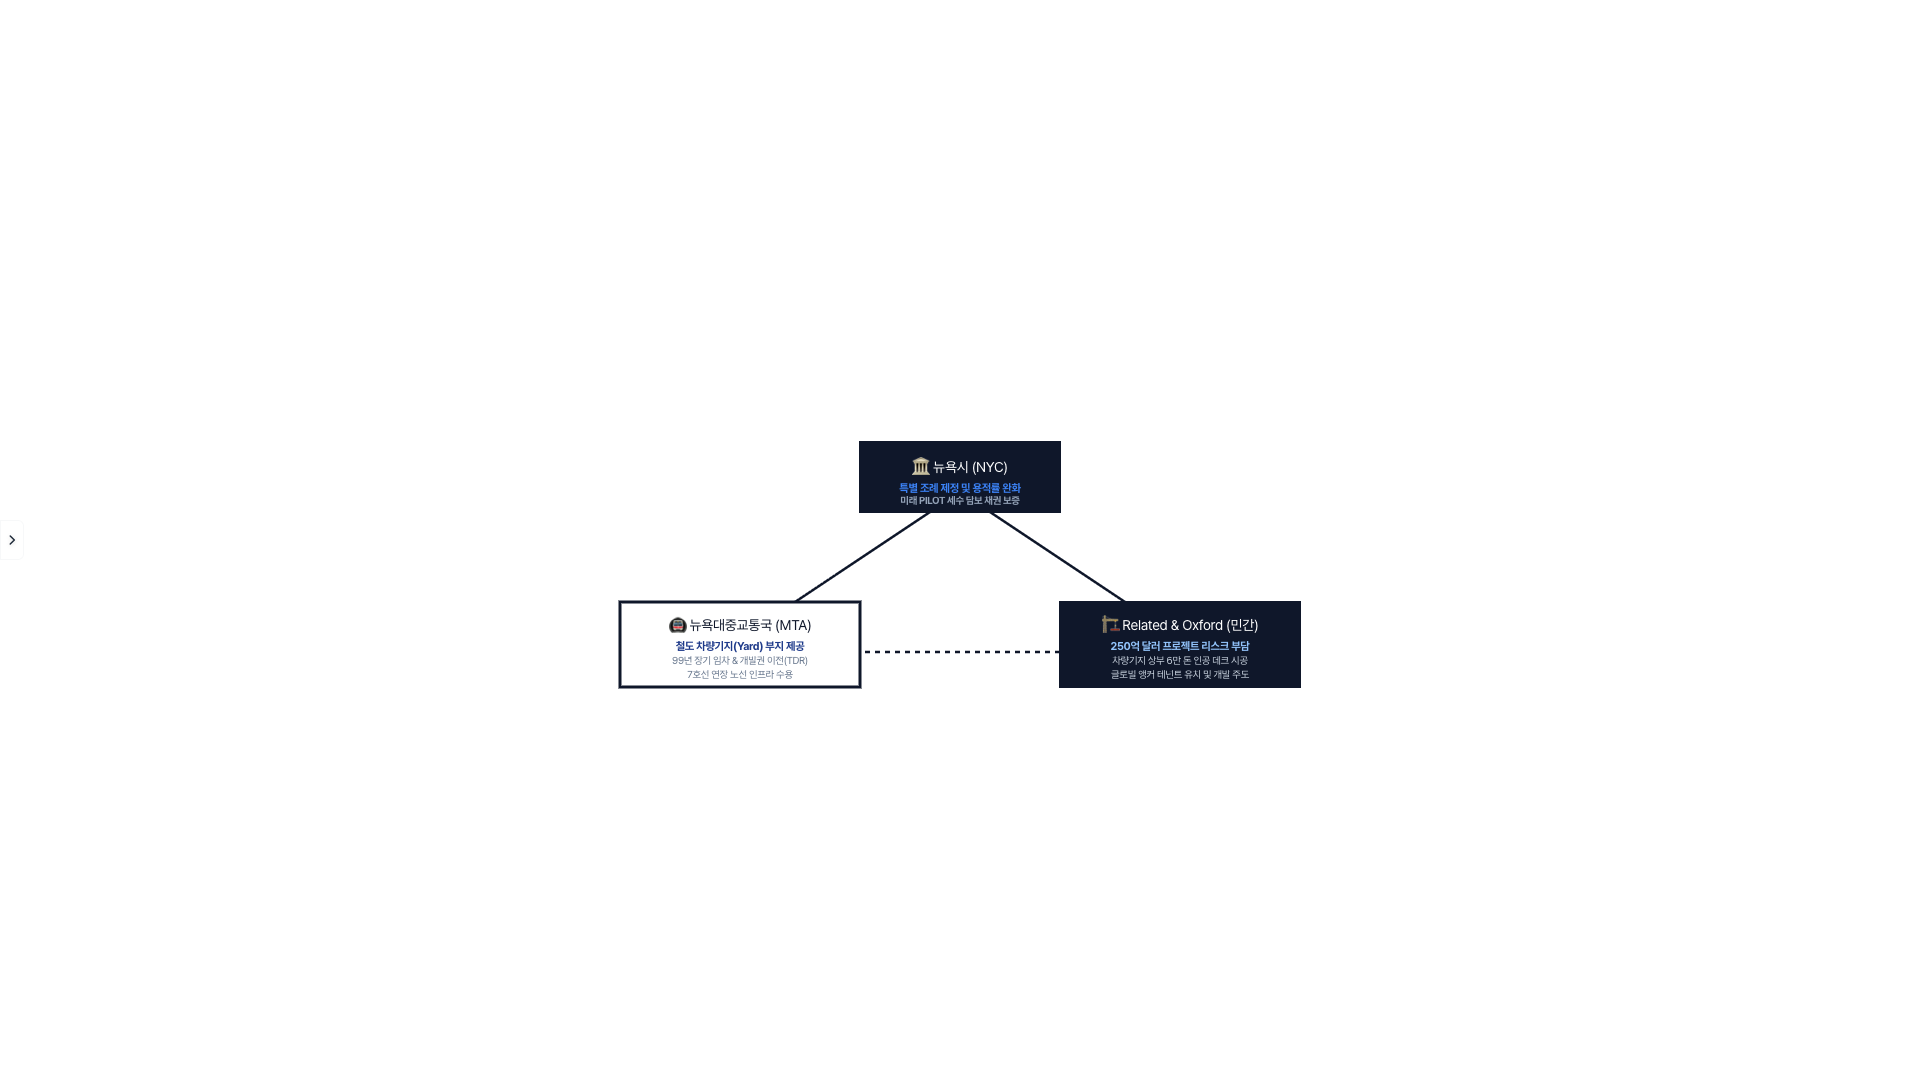 뉴욕시 (NYC)
특별 조례 제정 및 용적률 완화
미래 PILOT 세수 담보 채권 보증
뉴욕대중교통국 (MTA)
철도 차량기지(Yard) 부지 제공
99년 장기 임차 & 개발권 이전(TDR)
7호선 연장 노선 인프라 수용
Related & Oxford (민간)
250억 달러 프로젝트 리스크 부담
차량기지 상부 6만 톤 인공 데크 시공
글로벌 앵커 테넌트 유치 및 개발 주도